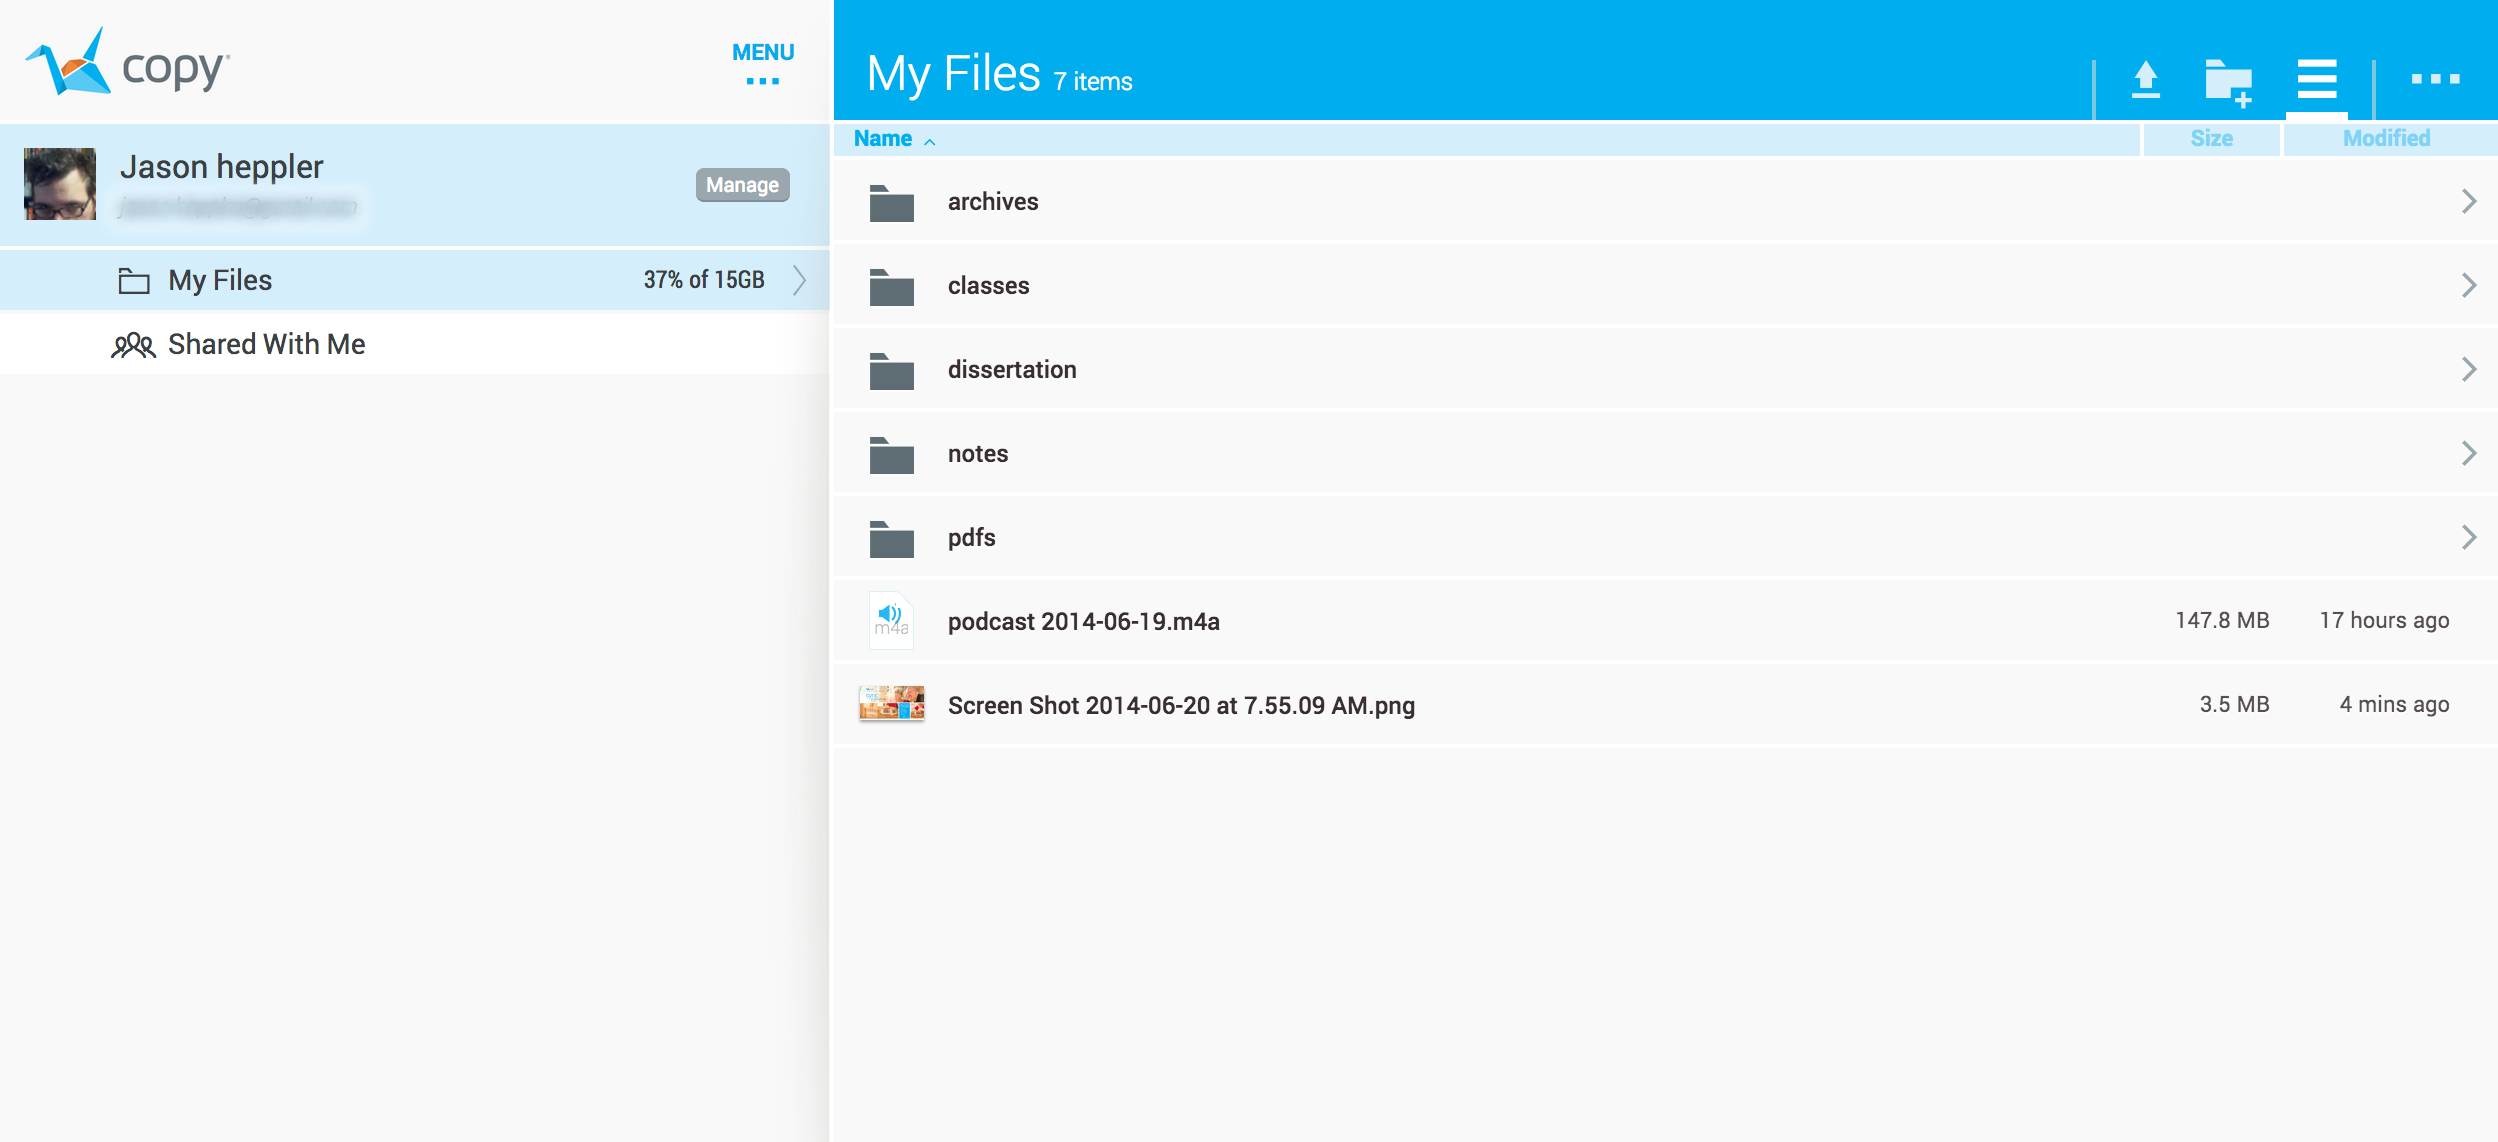 copy
MENU
Jason heppler
Manage
My Files 37% of 15GB
Shared With Me
My Files 7 items
Name Size Modified
archives
classes
dissertation
notes
pdfs
m4a
podcast 2014-06-19.m4a 147.8 MB 17 hours ago
Screen Shot 2014-06-20 at 7.55.09 AM.png 3.5 MB 4 mins ago